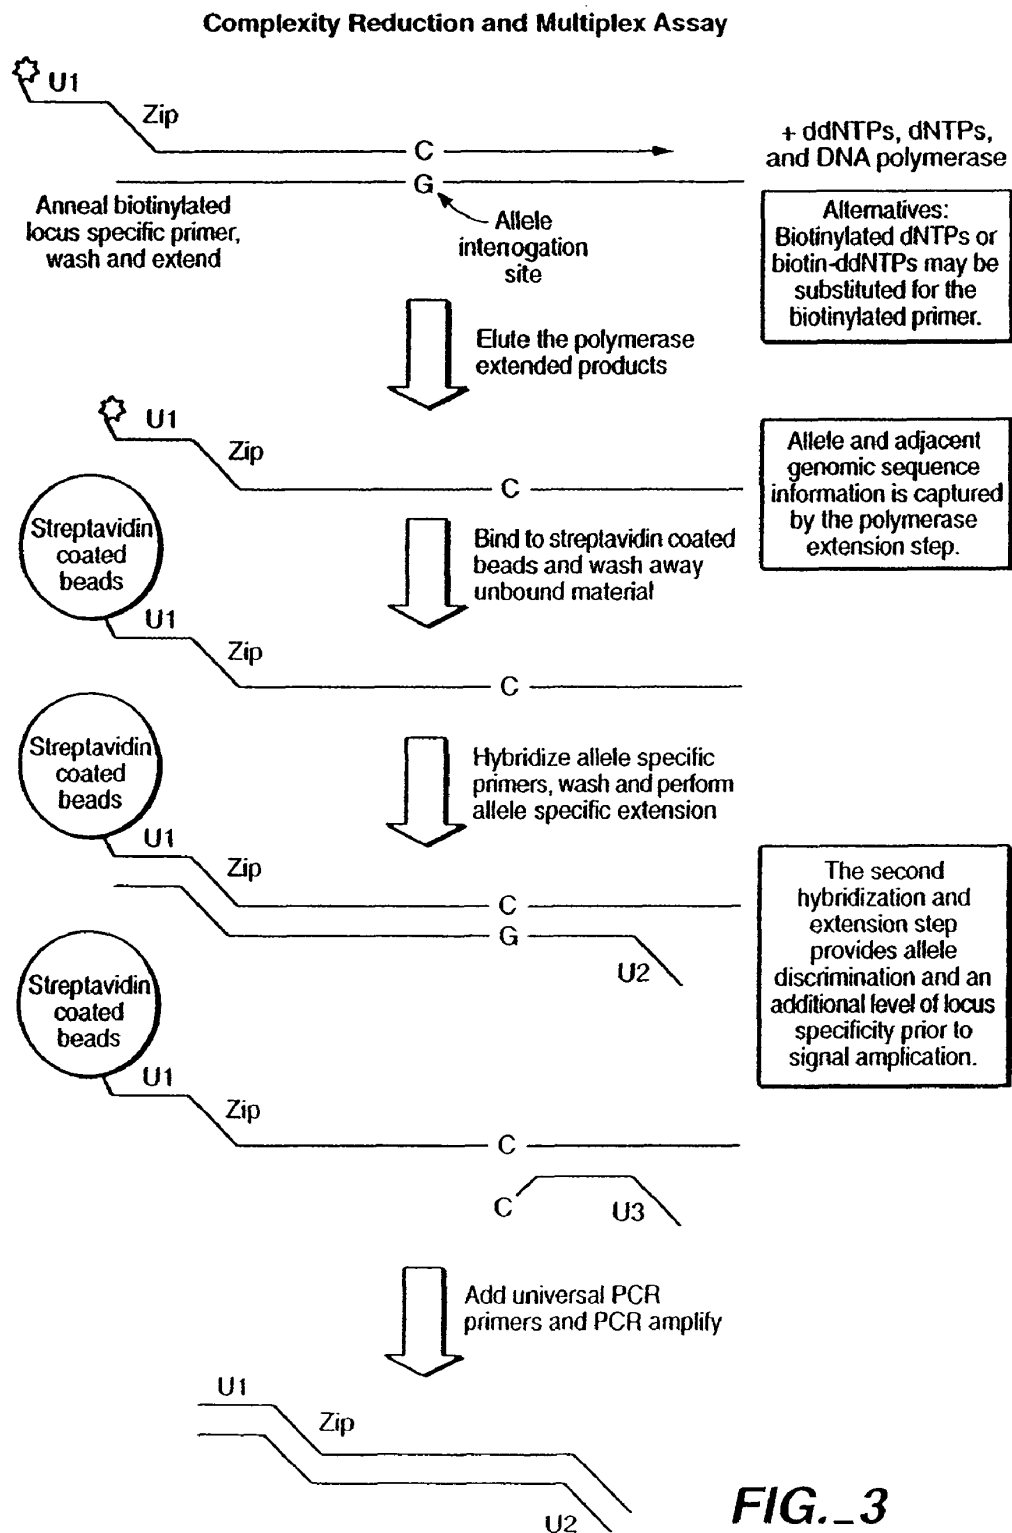 Complexity Reduction and Multiplex Assay
U1
Zip
C
+ ddNTPs, dNTPs,
and DNA polymerase
G
Anneal biotinylated
locus specific primer,
wash and extend
Allele
interrogation
site
Alternatives:
Biotinylated dNTPs or
biotin-ddNTPs may be
substituted for the
biotinylated primer.
Elute the polymerase
extended products
U1
Zip
C
Allele and adjacent
genomic sequence
information is captured
by the polymerase
extension step.
Streptavidin
coated
beads
Bind to streptavidin coated
beads and wash away
unbound material
U1
Zip
C
Streptavidin
coated
beads
Hybridize allele specific
primers, wash and perform
allele specific extension
U1
Zip
C
G
U2
The second
hybridization and
extension step
provides allele
discrimination and an
additional level of locus
specificity prior to
signal amplication.
Streptavidin
coated
beads
U1
Zip
C
C
U3
Add universal PCR
primers and PCR amplify
U1
Zip
U2
FIG._3